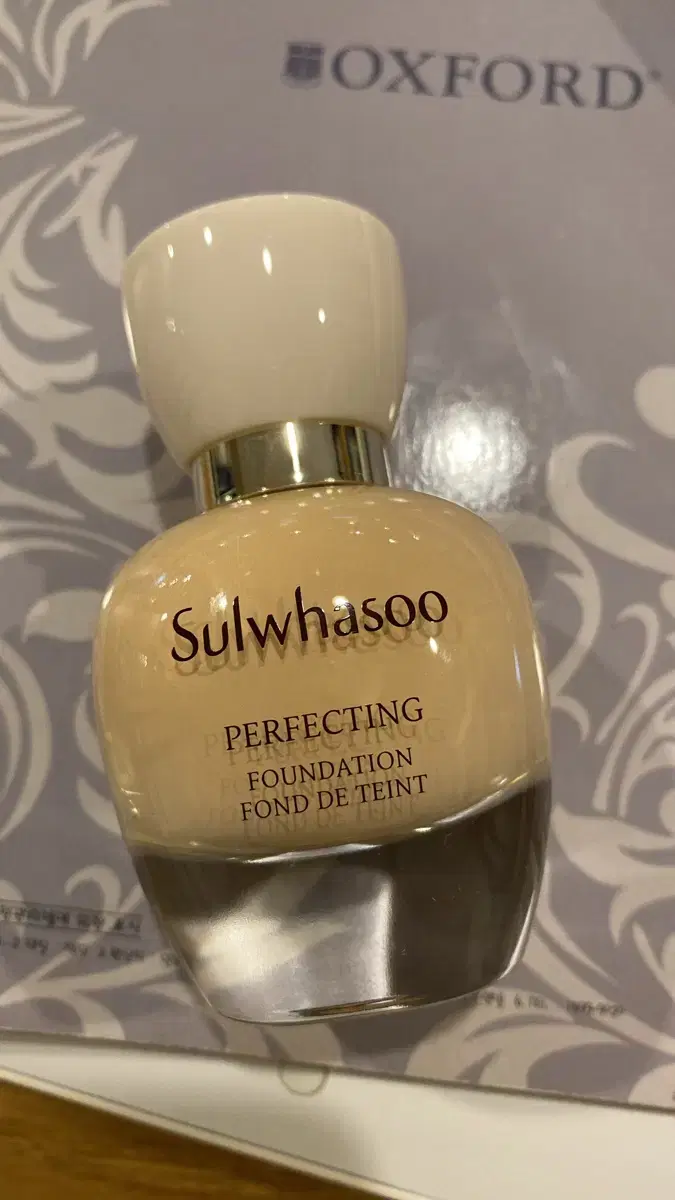 OXFORD
Sulwhasoo
PERFECTING
FOUNDATION
FOND DE TEINT